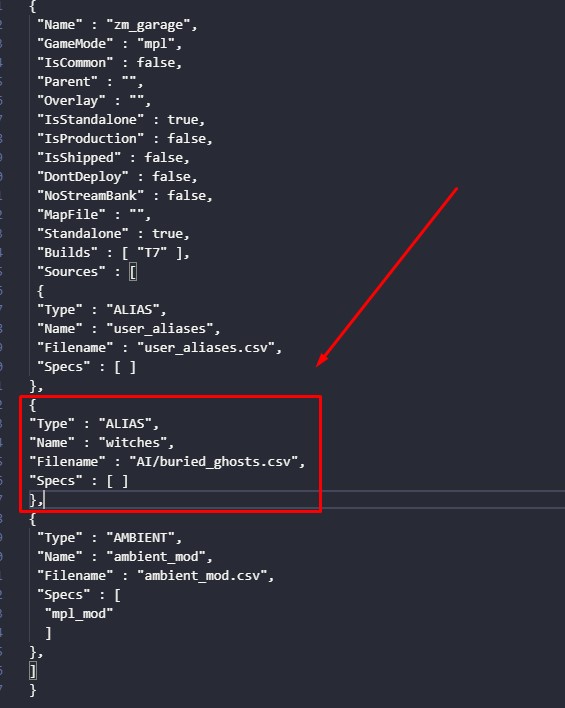 {
"Name" : "zm_garage",
"GameMode" : "mpl",
"IsCommon" : false,
"Parent" : "",
"Overlay" : "",
"IsStandalone" : true,
"IsProduction" : false,
"IsShipped" : false,
"DontDeploy" : false,
"NoStreamBank" : false,
"MapFile" : "",
"Standalone" : true,
"Builds" : [ "T7" ],
"Sources" : [
{
"Type" : "ALIAS",
"Name" : "user_aliases",
"Filename" : "user_aliases.csv",
"Specs" : [ ]
},
{
"Type" : "ALIAS",
"Name" : "witches",
"Filename" : "AI/buried_ghosts.csv",
"Specs" : [ ]
},
{
"Type" : "AMBIENT",
"Name" : "ambient_mod",
"Filename" : "ambient_mod.csv",
"Specs" : [
"mpl_mod"
]
},
]
}